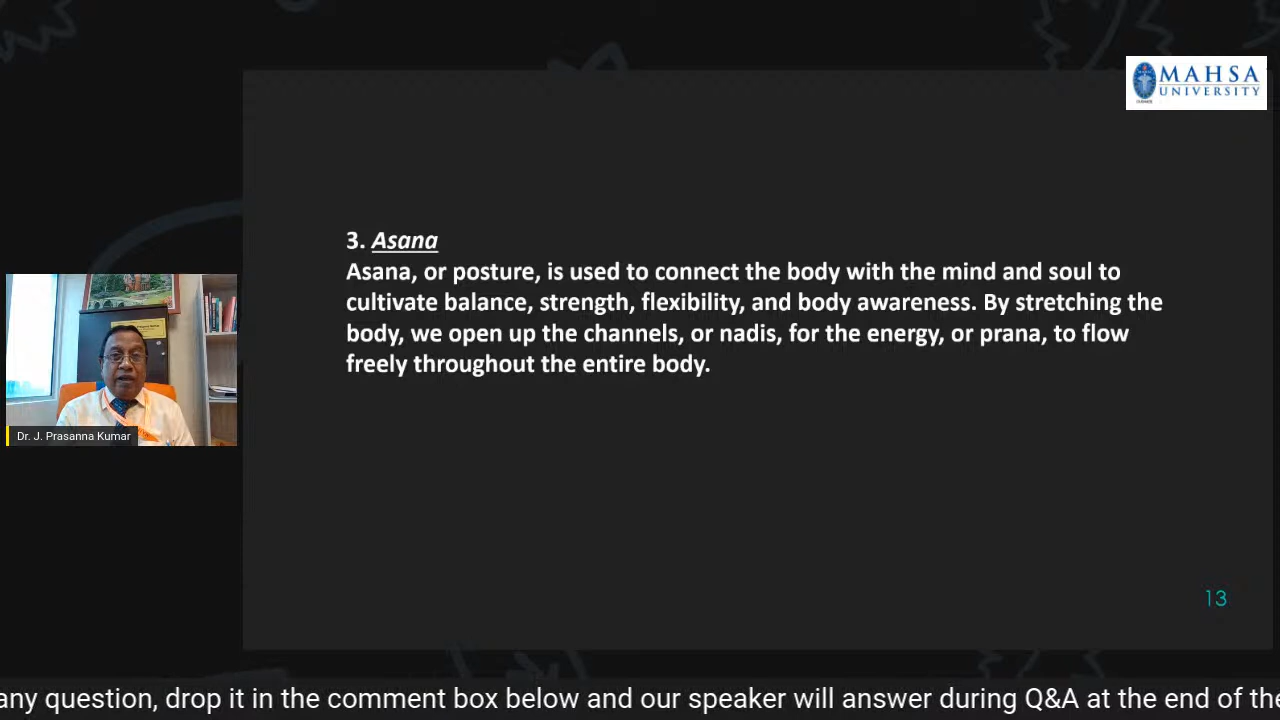 MAHSA
UNIVERSITY
3. Asana
Asana, or posture, is used to connect the body with the mind and soul to
cultivate balance, strength, flexibility, and body awareness. By stretching the
body, we open up the channels, or nadis, for the energy, or prana, to flow
freely throughout the entire body.
Dr. J. Prasanna Kumar
13
any question, drop it in the comment box below and our speaker will answer during Q&A at the end of the